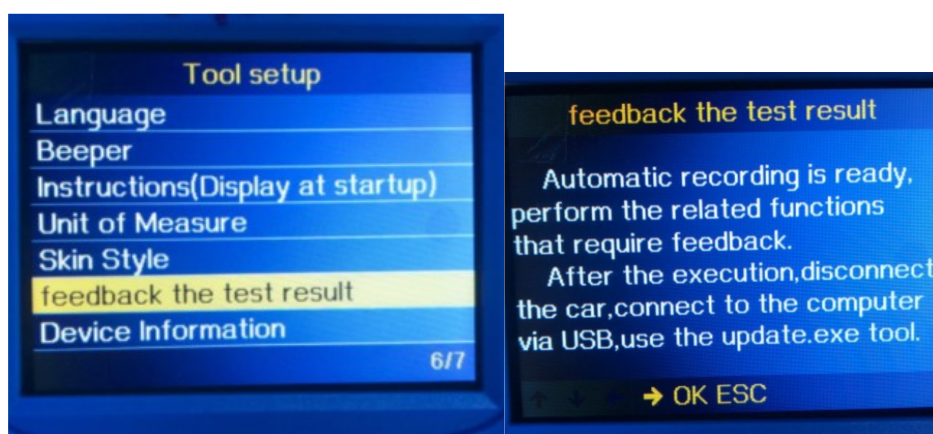 Tool setup
Language
Beeper
Instructions(Display at startup)
Unit of Measure
Skin Style
feedback the test result
Device Information
6/7
feedback the test result
Automatic recording is ready,
perform the related functions
that require feedback.
After the execution,disconnect
the car,connect to the computer
via USB,use the update.exe tool.
→ OK ESC